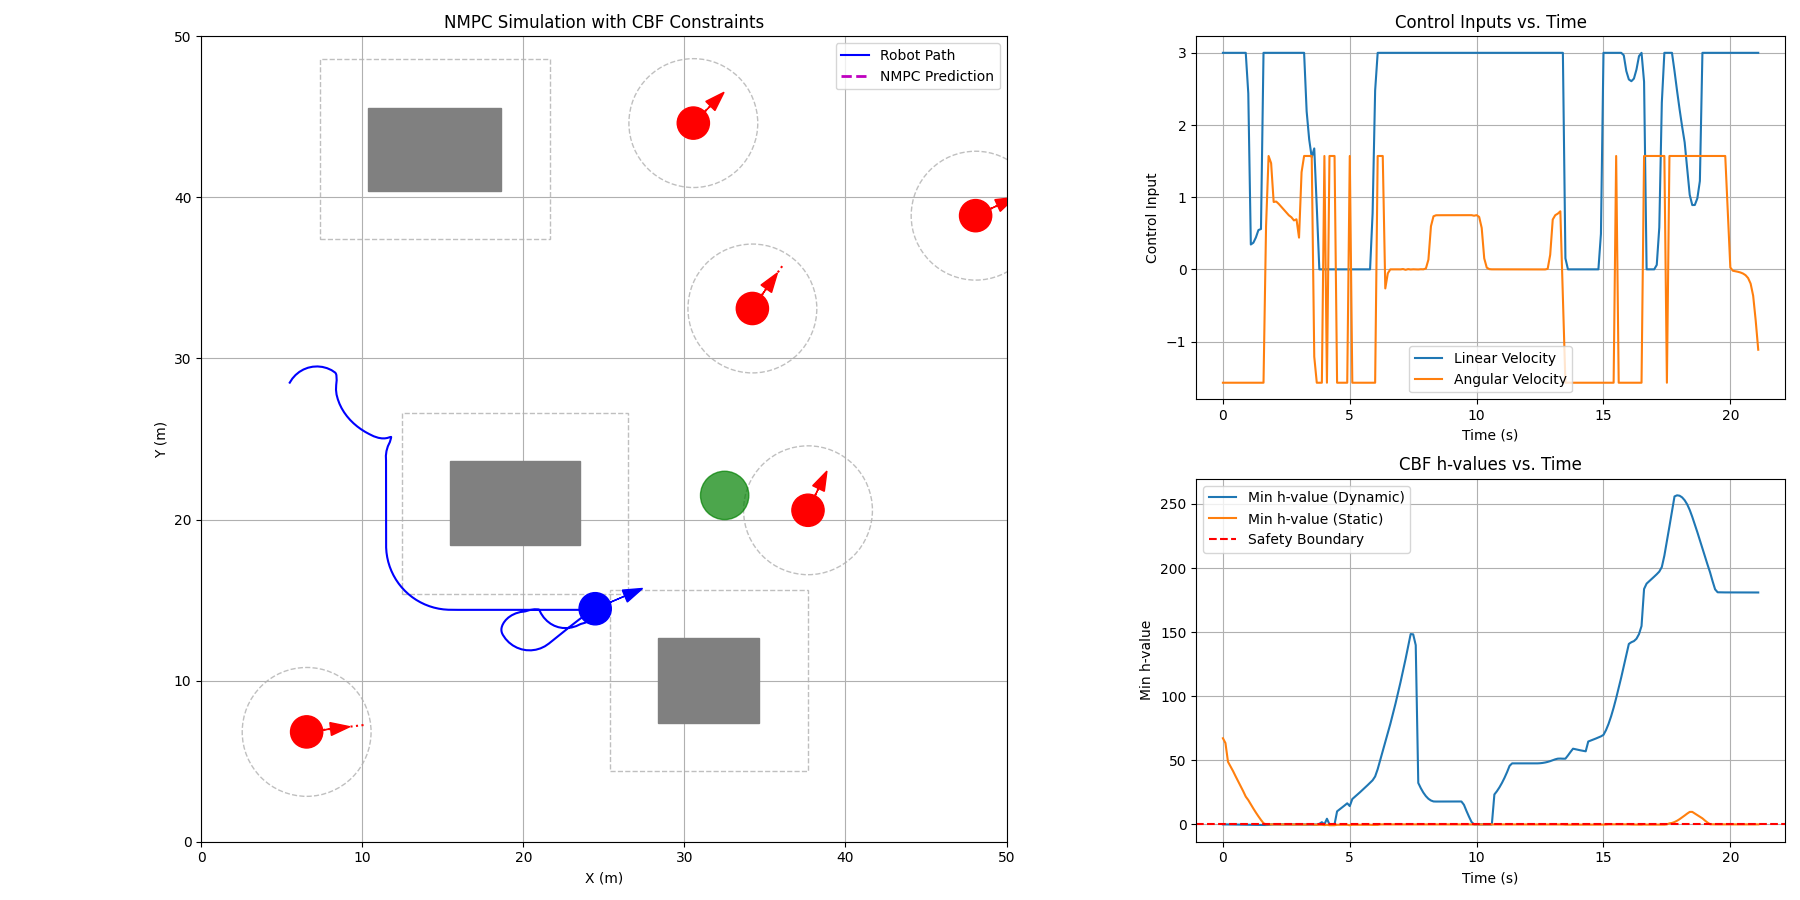 NMPC Simulation with CBF Constraints
50
40
30
20
10
0
Y (m)
0 10 20 30 40 50
X (m)
Robot Path
NMPC Prediction
Control Inputs vs. Time
3
2
1
0
−1
Control Input
Linear Velocity
Angular Velocity
0 5 10 15 20
Time (s)
CBF h-values vs. Time
250
200
150
100
50
0
Min h-value
Min h-value (Dynamic)
Min h-value (Static)
Safety Boundary
0 5 10 15 20
Time (s)